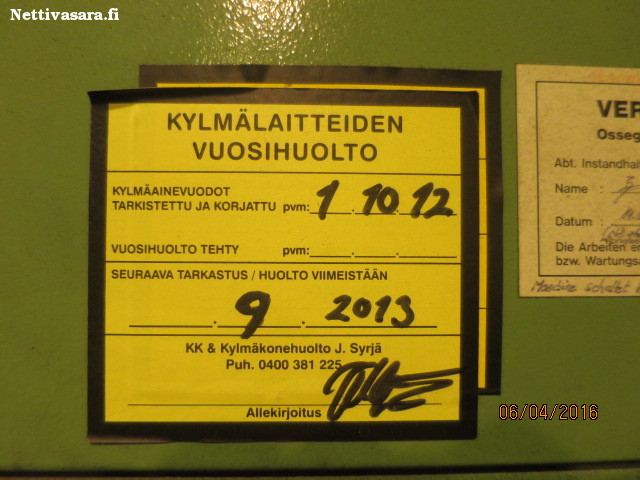 Nettivasara.fi
KYLMÄLAITTEIDEN
VUOSIHUOLTO
KYLMÄAINEVUODOT
TARKISTETTU JA KORJATTU pvm: 1.10.12
VUOSIHUOLTO TEHTY pvm:
SEURAAVA TARKASTUS / HUOLTO VIIMEISTÄÄN
. 9 . 2013
KK & Kylmäkonehuolto J. Syrjä
Puh. 0400 381 225
Allekirjoitus
VER
Osseg
Abt. Instandhal
Name :
Datum :
Die Arbeiten
bzw. Wartungsa
06/04/2016